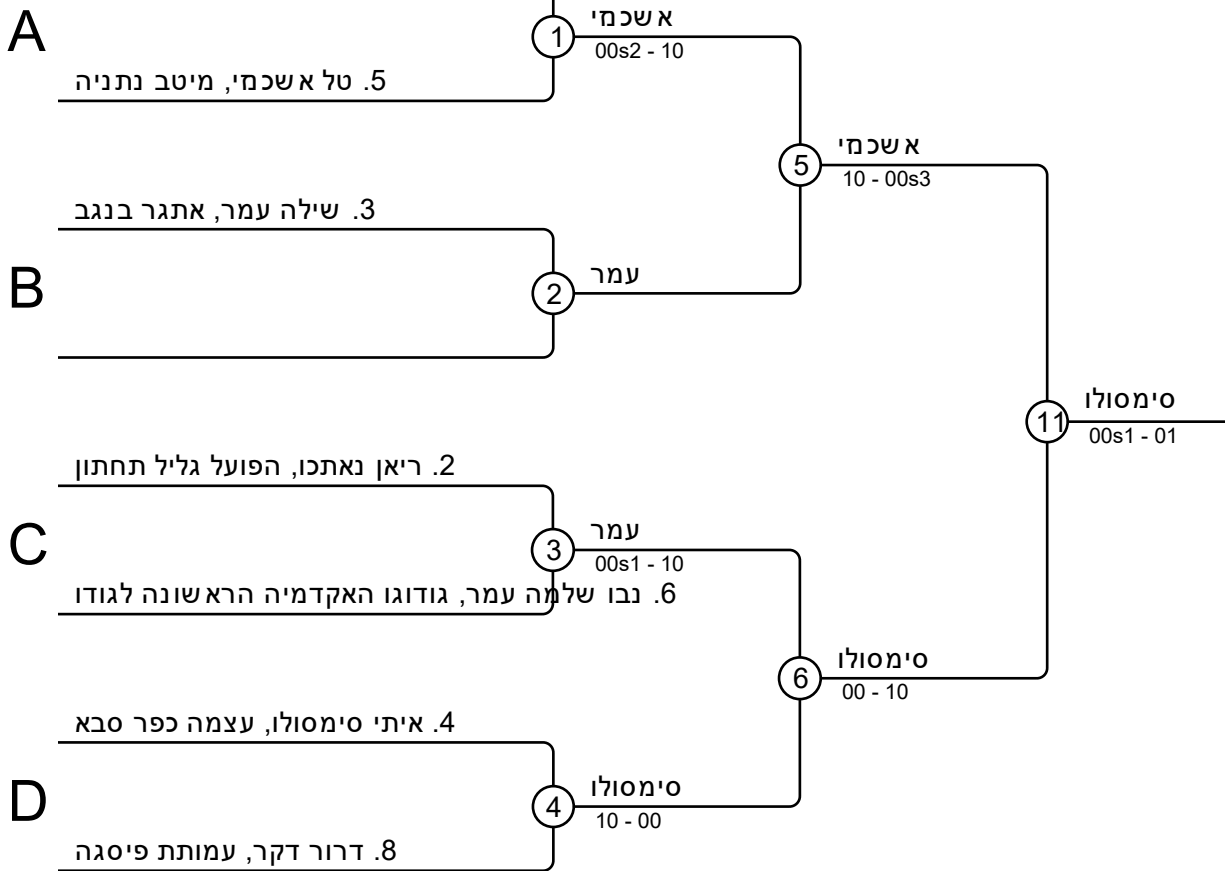 אשכנזי
A
1
00s2 - 10
5. טל אשכנזי, מיטב נתניה
אשכנזי
5
10 - 00s3
3. שילה עמר, אתגר בנגב
עמר
B
2
סימסולו
11
00s1 - 01
2. ריאן נאתכו, הפועל גליל תחתון
עמר
C
3
00s1 - 10
6. נבו שלמה עמר, גודוגו האקדמיה הראשונה לגודו
סימסולו
6
00 - 10
4. איתי סימסולו, עצמה כפר סבא
סימסולו
D
4
10 - 00
8. דרור דקר, עמותת פיסגה